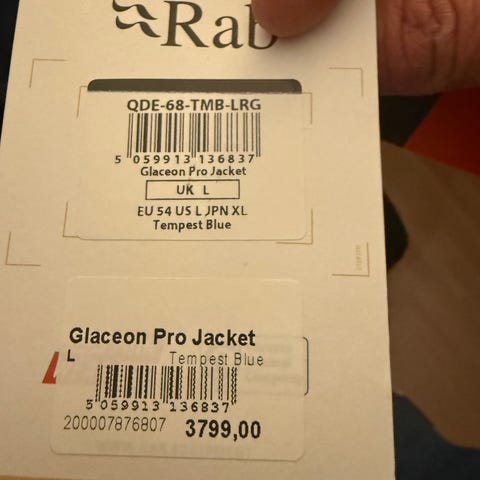 Rab
QDE-68-TMB-LRG
5 059913 136837
Glaceon Pro Jacket
UK L
EU 54 US L JPN XL
Tempest Blue
Glaceon Pro Jacket
L Tempest Blue
5 059913 136837
200007876807 3799,00